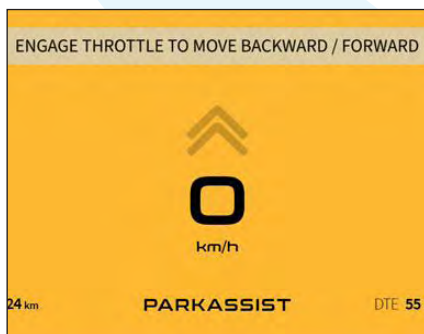 ENGAGE THROTTLE TO MOVE BACKWARD / FORWARD
0
km/h
24 km PARKASSIST DTE 55